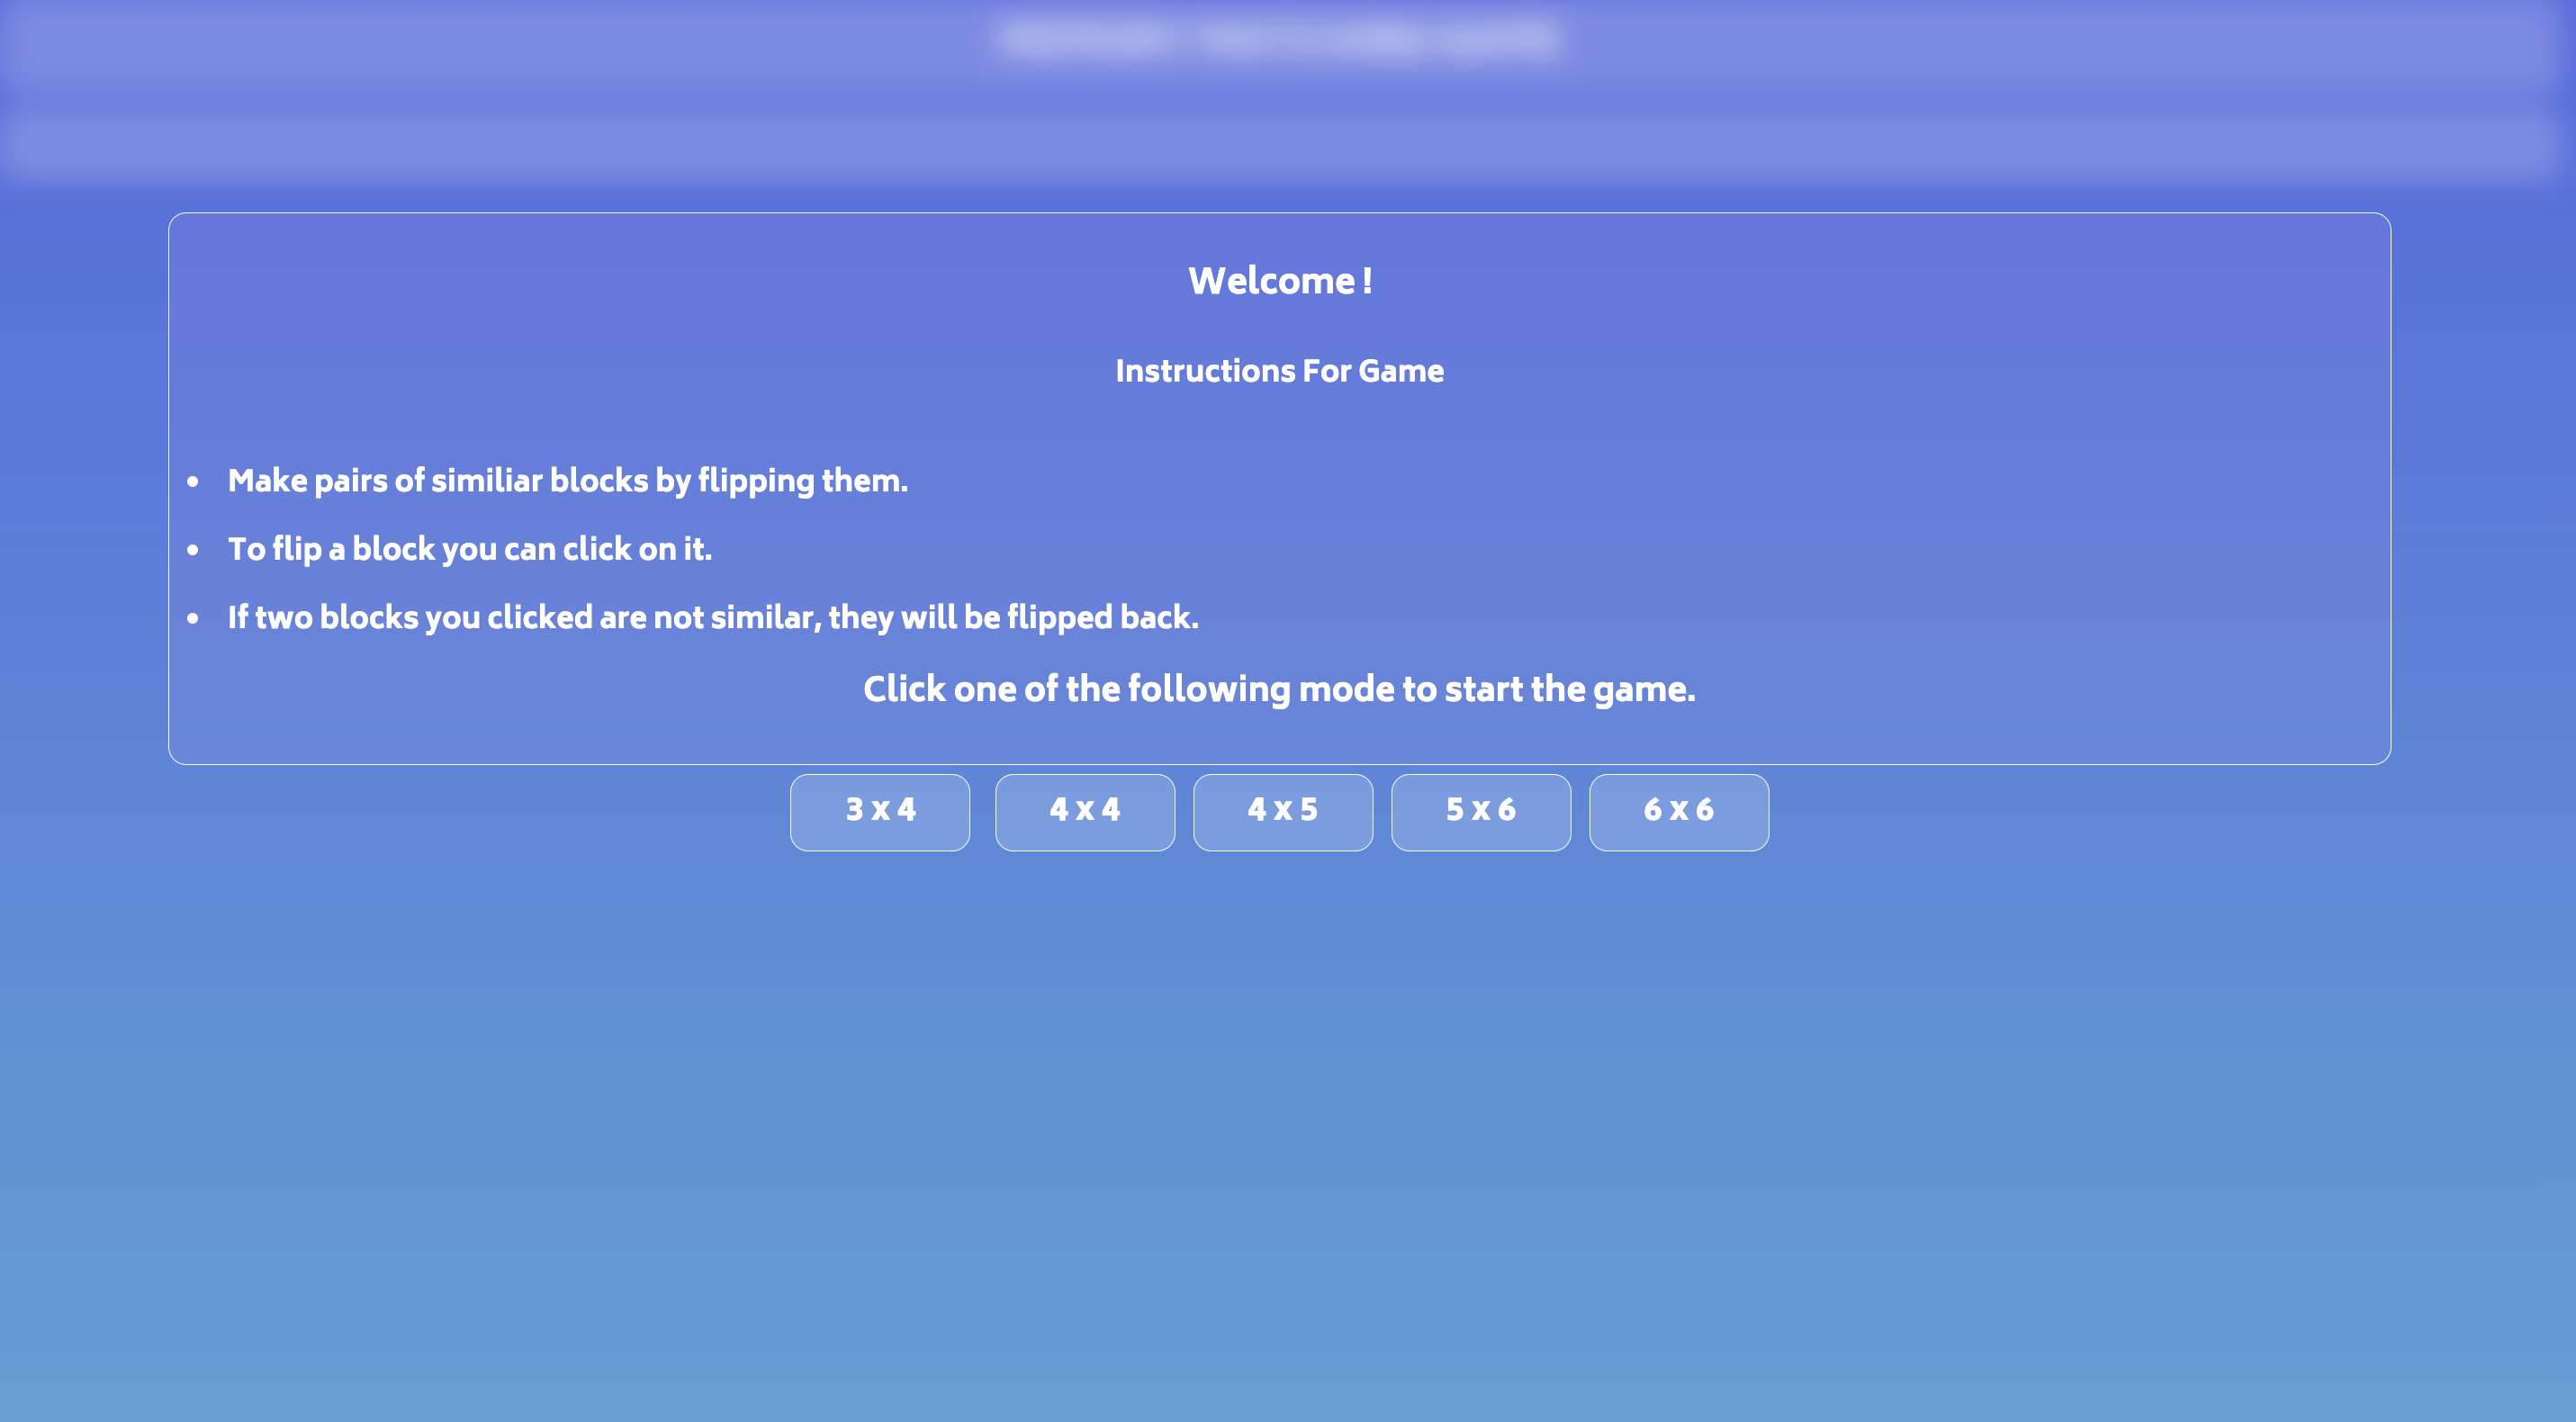 Welcome !
Instructions For Game
Make pairs of similiar blocks by flipping them.
To flip a block you can click on it.
If two blocks you clicked are not similar, they will be flipped back.
Click one of the following mode to start the game.
3 x 4
4 x 4
4 x 5
5 x 6
6 x 6